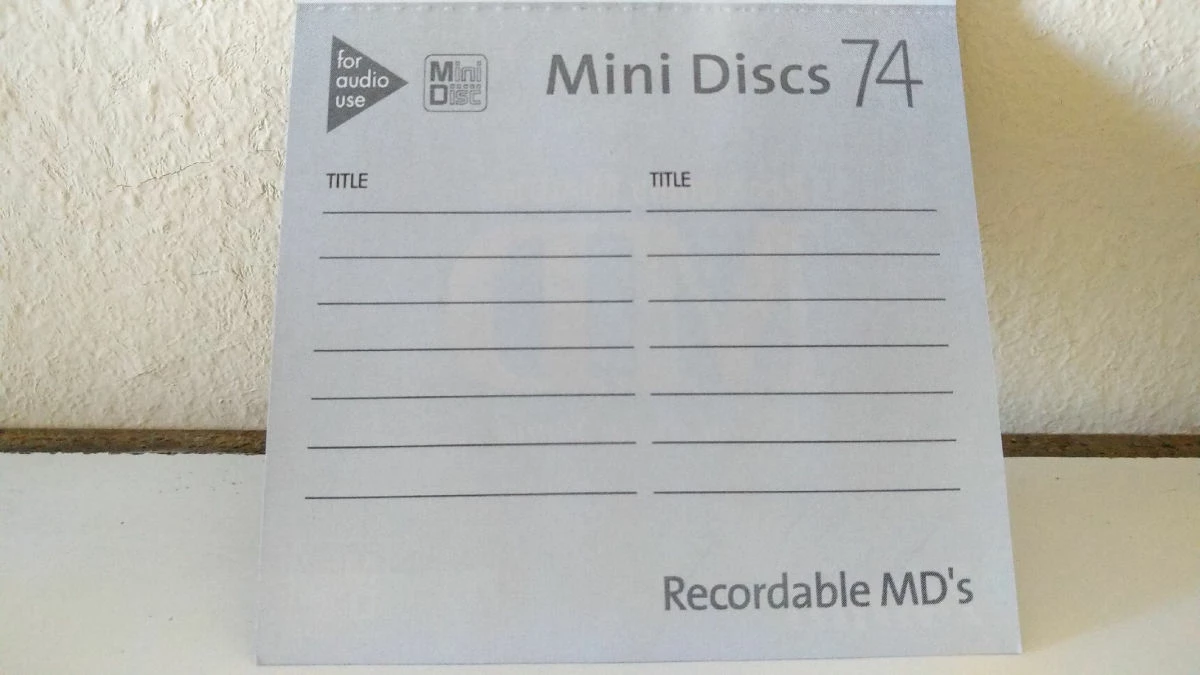 for
audio
use
Mini
Disc
Mini Discs 74
TITLE
TITLE
Recordable MD's